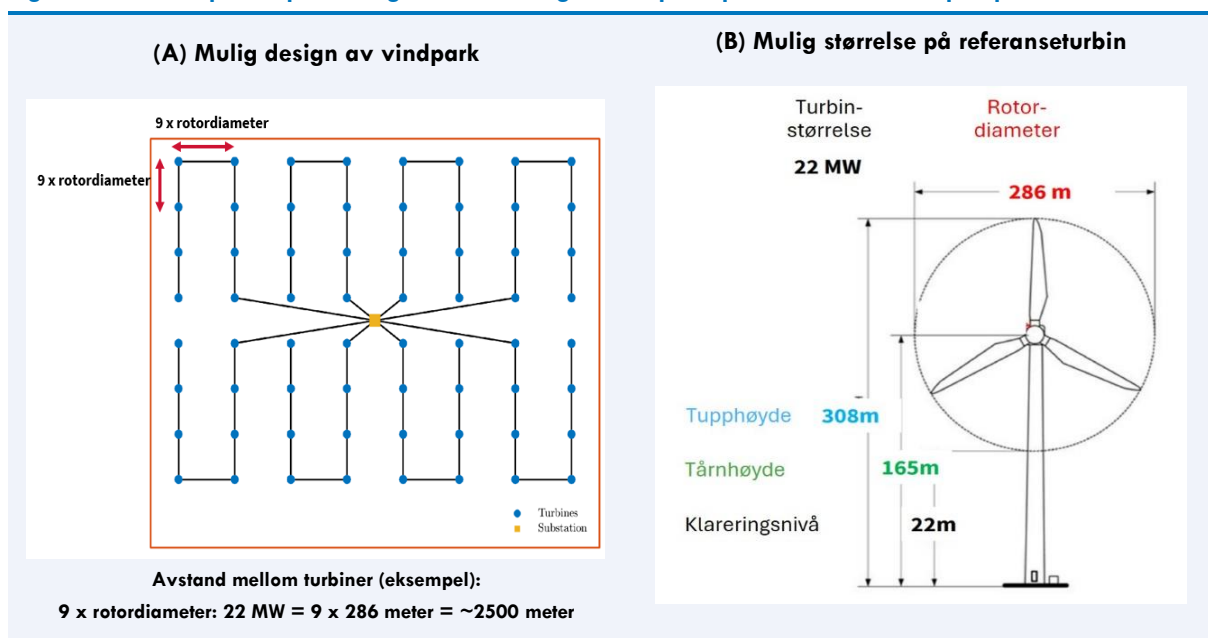 (A) Mulig design av vindpark
9 x rotordiameter
9 x rotordiameter
Turbines
Substation
Avstand mellom turbiner (eksempel):
9 x rotordiameter: 22 MW = 9 x 286 meter = ~2500 meter
(B) Mulig størrelse på referanseturbin
Turbin-
størrelse
22 MW
Rotor-
diameter
286 m
Tupphøyde 308m
Tårnhøyde 165m
Klareringsnivå 22m